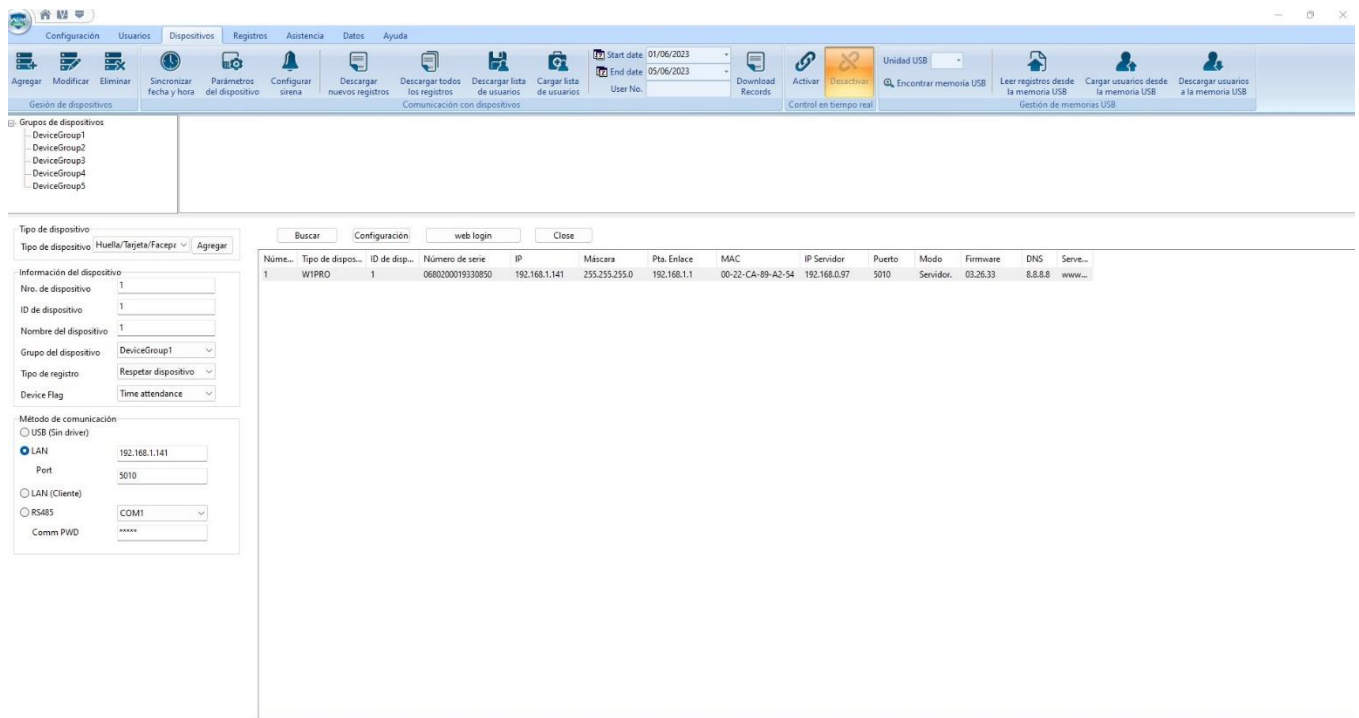 Configuración Usuarios Dispositivos Registros Asistencia Datos Ayuda
Agregar Modificar Eliminar
Gesión de dispositivos
Sincronizar fecha y hora
Parámetros del dispositivo
Configurar sirena
Descargar nuevos registros
Descargar todos los registros
Descargar lista de usuarios
Cargar lista de usuarios
Start date 01/06/2023
End date 05/06/2023
User No.
Download Records
Comunicación con dispositivos
Activar Desactivar
Control en tiempo real
Unidad USB
Encontrar memoria USB
Leer registros desde la memoria USB
Cargar usuarios desde la memoria USB
Descargar usuarios a la memoria USB
Gestión de memorias USB
Grupos de dispositivos
DeviceGroup1
DeviceGroup2
DeviceGroup3
DeviceGroup4
DeviceGroup5
Tipo de dispositivo
Tipo de dispositivo Huella/Tarjeta/Facepa Agregar
Información del dispositivo
Nro. de dispositivo 1
ID de dispositivo 1
Nombre del dispositivo 1
Grupo del dispositivo DeviceGroup1
Tipo de registro Respetar dispositivo
Device Flag Time attendance
Método de comunicación
USB (Sin driver)
LAN 192.168.1.141
Port 5010
LAN (Cliente)
RS485 COM1
Comm PWD *****
Buscar Configuración web login Close
Núme... Tipo de dispos... ID de disp... Número de serie IP Máscara Pta. Enlace MAC IP Servidor Puerto Modo Firmware DNS Serve...
1 W1PRO 1 0680200019330850 192.168.1.141 255.255.255.0 192.168.1.1 00-22-CA-89-A2-54 192.168.0.97 5010 Servidor. 03.26.33 8.8.8.8 www...